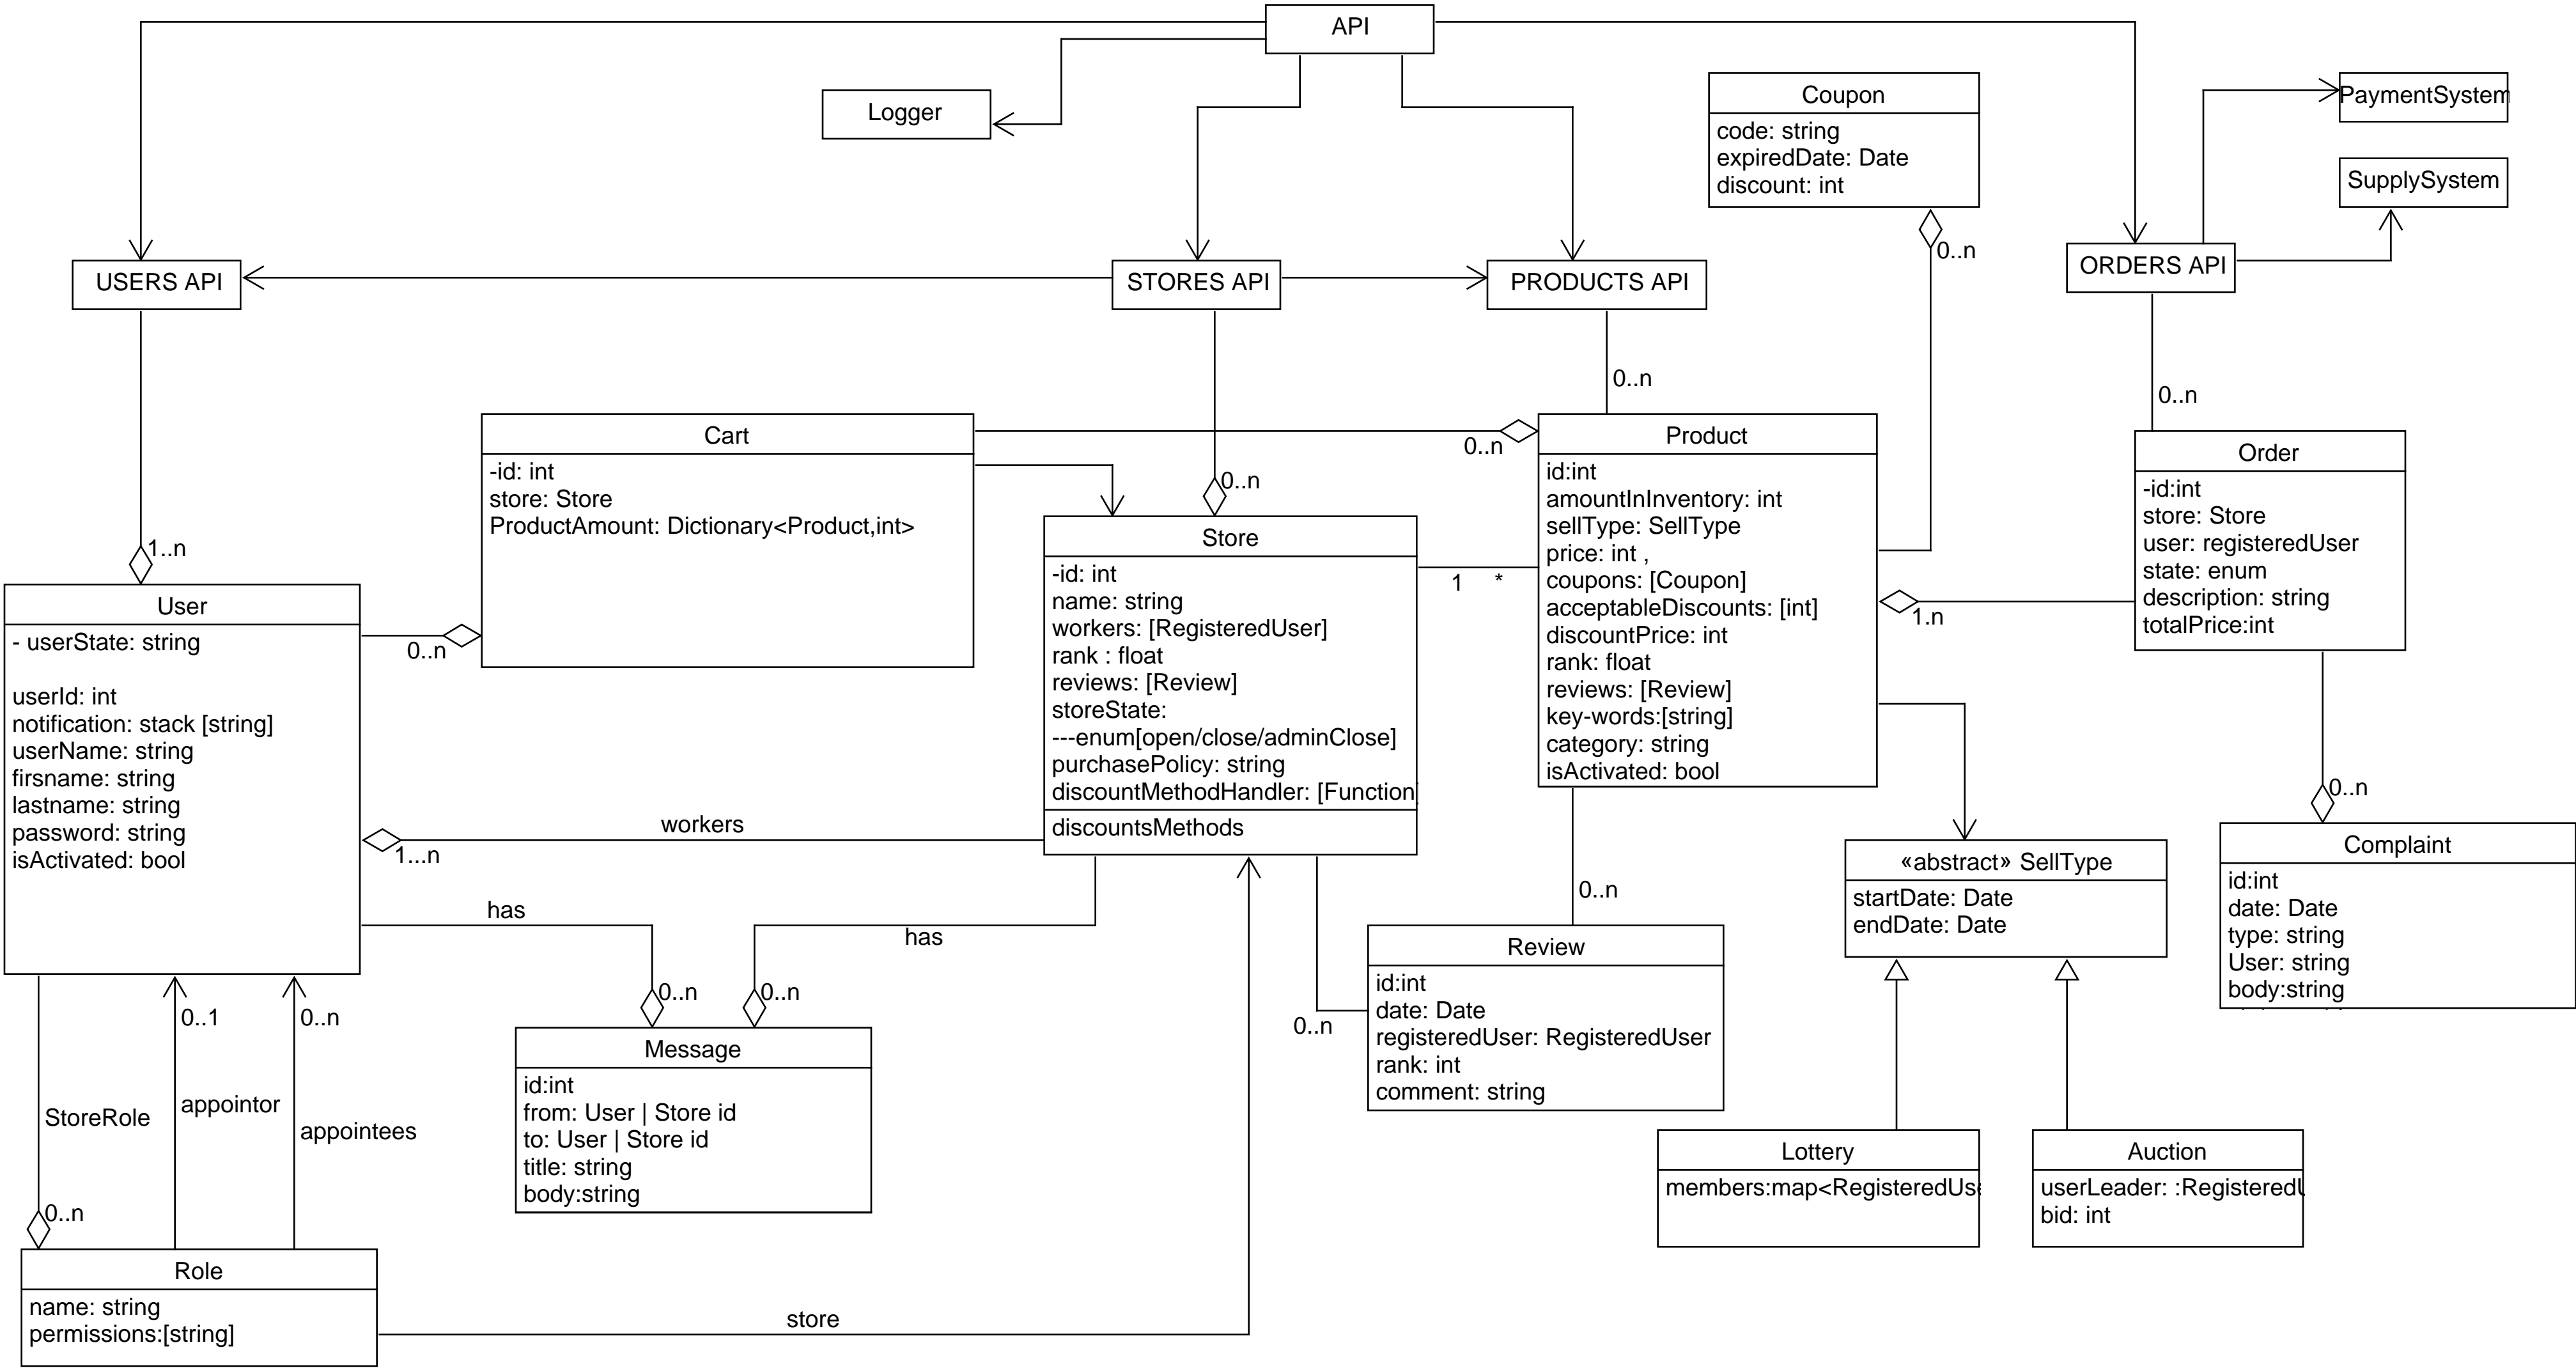 API
Logger
Coupon
code: string
expiredDate: Date
discount: int
PaymentSystem
SupplySystem
USERS API
STORES API
PRODUCTS API
ORDERS API
0..n
0..n
0..n
Cart
-id: int
store: Store
ProductAmount: Dictionary<Product,int>
0..n
0..n
1..n
0..n
Product
id:int
amountInInventory: int
sellType: SellType
price: int ,
coupons: [Coupon]
acceptableDiscounts: [int]
discountPrice: int
rank: float
reviews: [Review]
key-words:[string]
category: string
isActivated: bool
Order
-id:int
store: Store
user: registeredUser
state: enum
description: string
totalPrice:int
Store
-id: int
name: string
workers: [RegisteredUser]
rank : float
reviews: [Review]
storeState:
---enum[open/close/adminClose]
purchasePolicy: string
discountMethodHandler: [Function]
discountsMethods
1 *
1.n
User
- userState: string
userId: int
notification: stack [string]
userName: string
firsname: string
lastname: string
password: string
isActivated: bool
workers
1...n
has
has
0..n
0..n
0..n
0..n
0..n
«abstract» SellType
startDate: Date
endDate: Date
Complaint
id:int
date: Date
type: string
User: string
body:string
Review
id:int
date: Date
registeredUser: RegisteredUser
rank: int
comment: string
Message
id:int
from: User | Store id
to: User | Store id
title: string
body:string
0..1
0..n
StoreRole
appointor
appointees
0..n
Lottery
members:map<RegisteredUse
Auction
userLeader: :RegisteredU
bid: int
Role
name: string
permissions:[string]
store